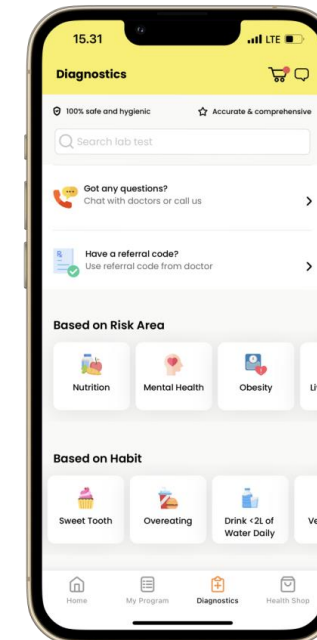 15.31
LTE
Diagnostics
100% safe and hygienic
Accurate & comprehensive
Search lab test
Got any questions?
Chat with doctors or call us
Have a referral code?
Use referral code from doctor
Based on Risk Area
Nutrition
Mental Health
Obesity
Based on Habit
Sweet Tooth
Overeating
Drink <2L of
Water Daily
Home
My Program
Diagnostics
Health Shop